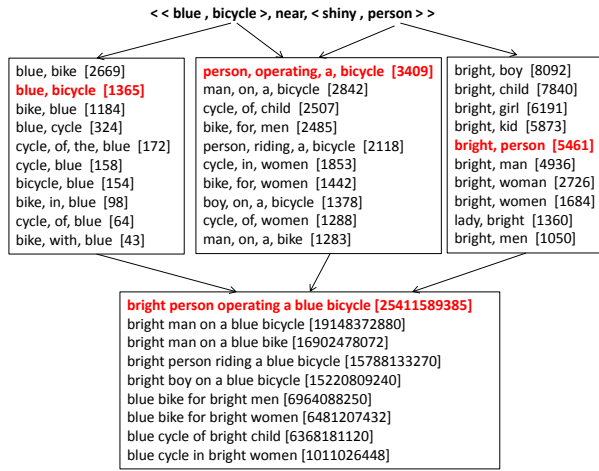 < < blue , bicycle >, near, < shiny , person > >
blue, bike [2669]
blue, bicycle [1365]
bike, blue [1184]
blue, cycle [324]
cycle, of, the, blue [172]
cycle, blue [158]
bicycle, blue [154]
bike, in, blue [98]
cycle, of, blue [64]
bike, with, blue [43]
person, operating, a, bicycle [3409]
man, on, a, bicycle [2842]
cycle, of, child [2507]
bike, for, men [2485]
person, riding, a, bicycle [2118]
cycle, in, women [1853]
bike, for, women [1442]
boy, on, a, bicycle [1378]
cycle, of, women [1288]
man, on, a, bike [1283]
bright, boy [8092]
bright, child [7840]
bright, girl [6191]
bright, kid [5873]
bright, person [5461]
bright, man [4936]
bright, woman [2726]
bright, women [1684]
lady, bright [1360]
bright, men [1050]
bright person operating a blue bicycle [25411589385]
bright man on a blue bicycle [19148372880]
bright man on a blue bike [16902478072]
bright person riding a blue bicycle [15788133270]
bright boy on a blue bicycle [15220809240]
blue bike for bright men [6964088250]
blue bike for bright women [6481207432]
blue cycle of bright child [6368181120]
blue cycle in bright women [1011026448]